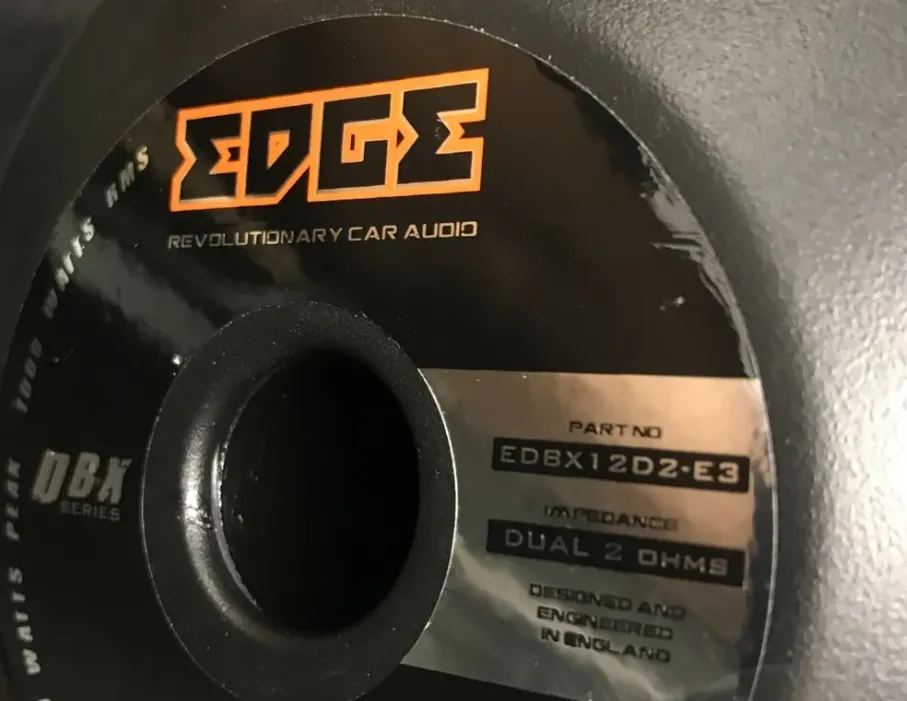 EDGE
REVOLUTIONARY CAR AUDIO
WATTS PEAK 1000 WATTS RMS
DBX
SERIES
PART NO
EDBX12D2-E3
IMPEDANCE
DUAL 2 OHMS
DESIGNED AND
ENGINEERED
IN ENGLAND